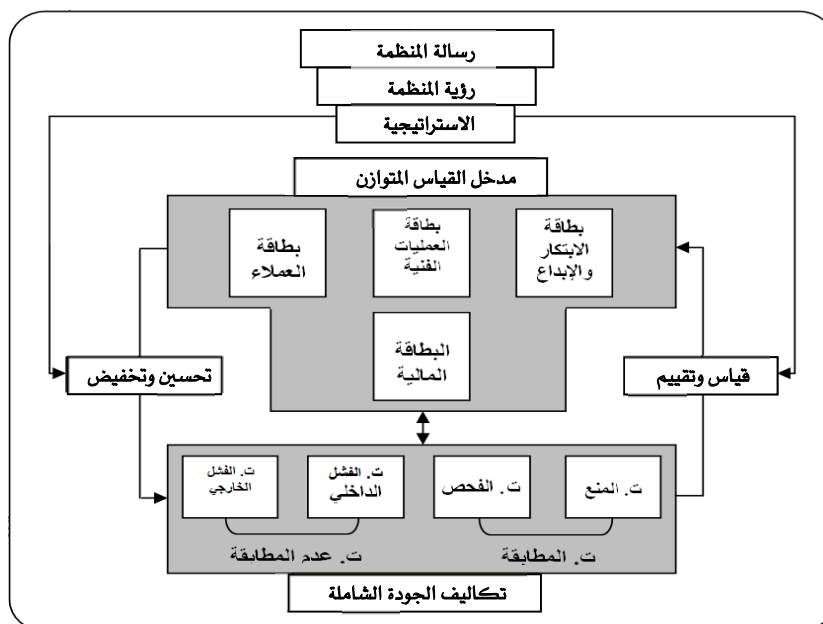 رسالة المنظمة
رؤية المنظمة
الاستراتيجية
مدخل القياس المتوازن
بطاقة
الابتكار
والإبداع
بطاقة
العمليات
الفنية
بطاقة
العملاء
البطاقة
المالية
قياس وتقييم
تحسين وتخفيض
ت. المنع
ت. الفحص
ت. الفشل
الداخلي
ت. الفشل
الخارجي
ت. المطابقة
ت. عدم المطابقة
تكاليف الجودة الشاملة